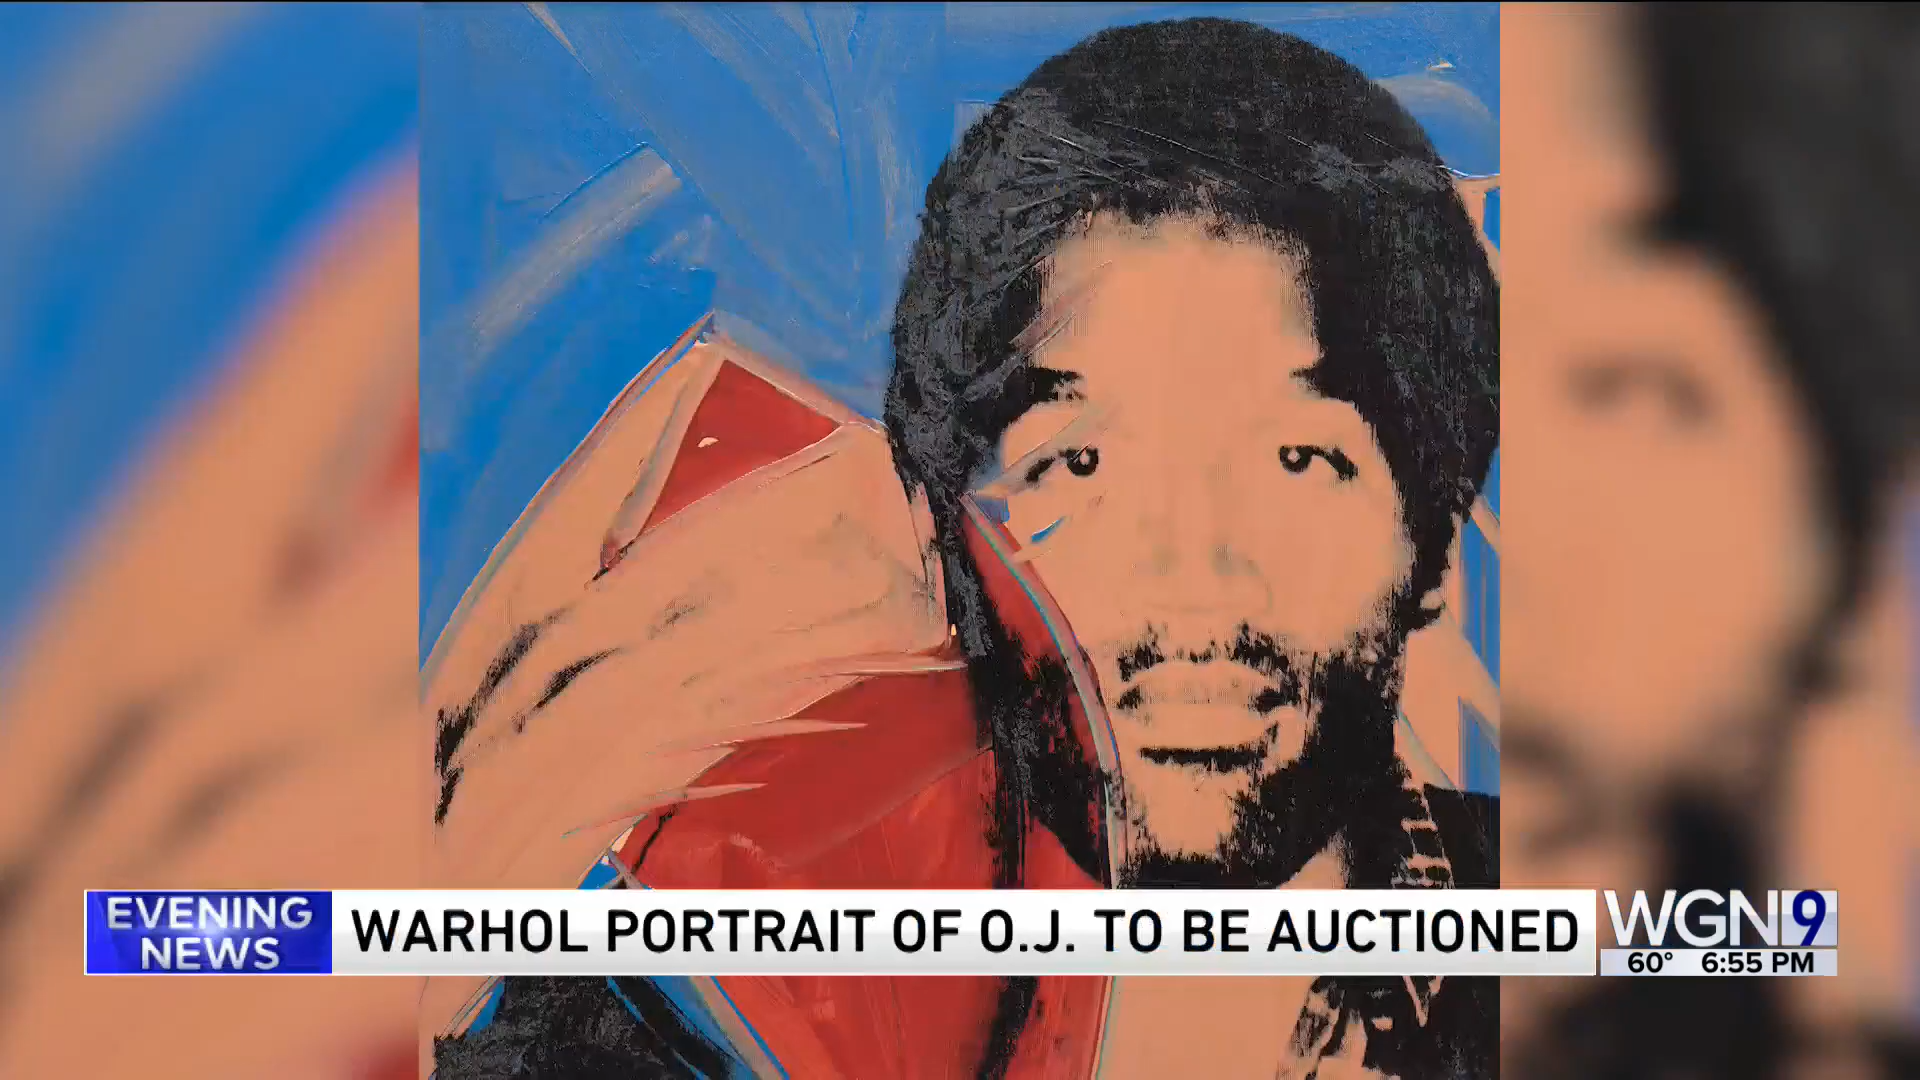 EVENING
NEWS
WARHOL PORTRAIT OF O.J. TO BE AUCTIONED
WGN9
60° 6:55 PM